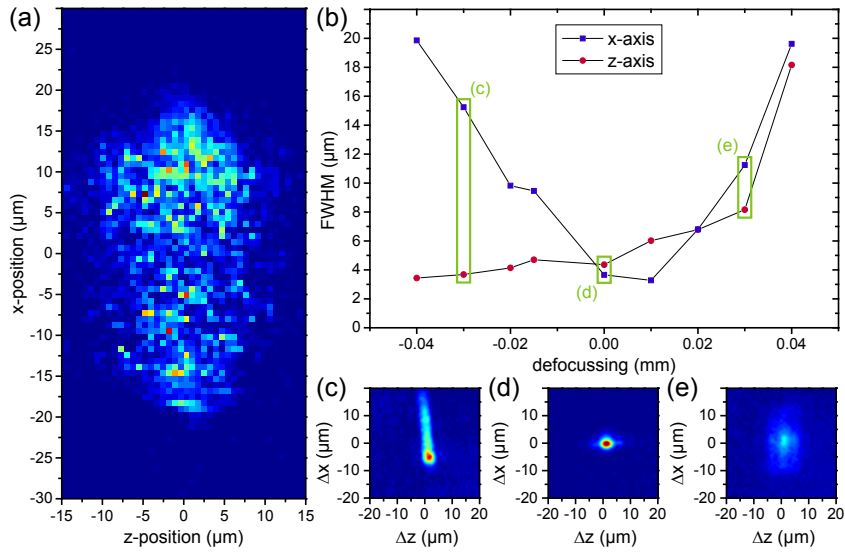 (a)
30
25
20
15
10
5
0
-5
-10
-15
-20
-25
-30
-15 -10 -5 0 5 10 15
z-position (µm)
x-position (µm)
(b)
20
18
16
14
12
10
8
6
4
2
0
FWHM (µm)
x-axis
z-axis
(c)
(d)
(e)
-0.04 -0.02 0.00 0.02 0.04
defocussing (mm)
(c)
20
10
0
-10
-20
Δx (µm)
-20 -10 0 10 20
Δz (µm)
(d)
20
10
0
-10
-20
Δx (µm)
-20 -10 0 10 20
Δz (µm)
(e)
20
10
0
-10
-20
Δx (µm)
-20 -10 0 10 20
Δz (µm)